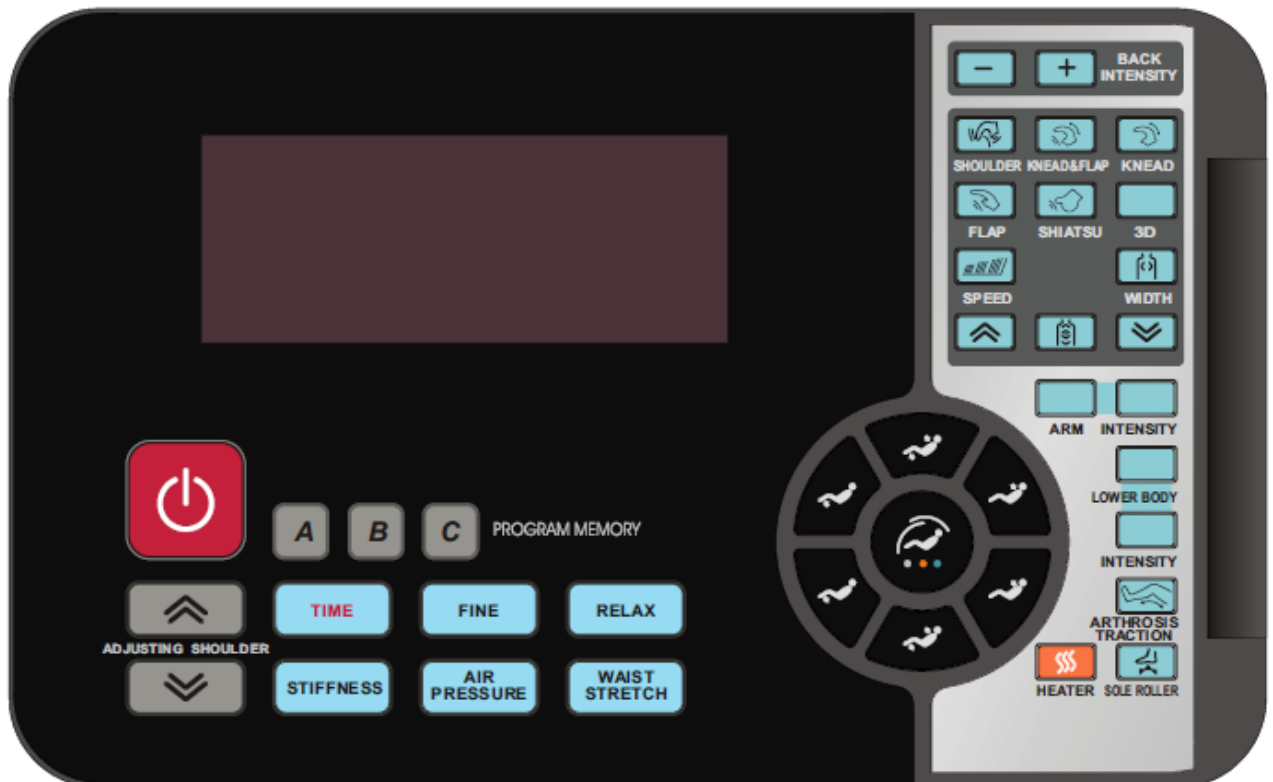 BACK
INTENSITY
SHOULDER KNEAD&FLAP KNEAD
FLAP SHIATSU 3D
SPEED WIDTH
ARM INTENSITY
LOWER BODY
INTENSITY
ARTHROSIS
TRACTION
HEATER SOLE ROLLER
A B C PROGRAM MEMORY
ADJUSTING SHOULDER
TIME FINE RELAX
STIFFNESS
AIR
PRESSURE
WAIST
STRETCH